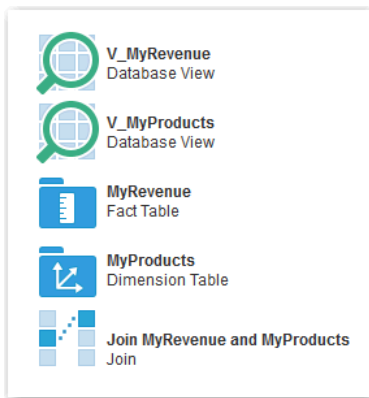 V_MyRevenue
Database View
V_MyProducts
Database View
MyRevenue
Fact Table
MyProducts
Dimension Table
Join MyRevenue and MyProducts
Join